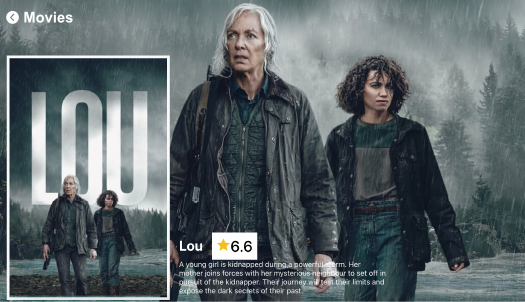 Movies
LOU
Lou
6.6
A young girl is kidnapped during a powerful storm. Her
mother joins forces with her mysterious neighbour to set off in
pursuit of the kidnapper. Their journey will test their limits and
expose the dark secrets of their past.